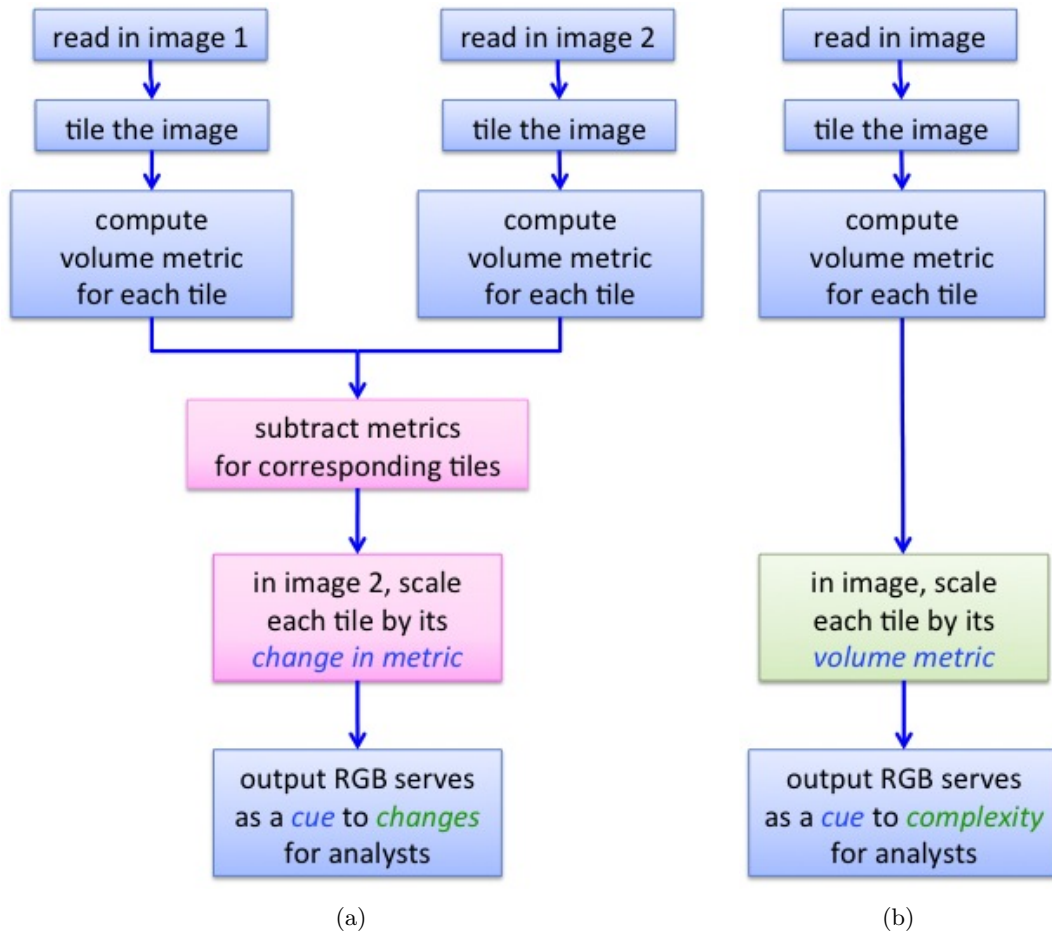 read in image 1
tile the image
compute
volume metric
for each tile
read in image 2
tile the image
compute
volume metric
for each tile
subtract metrics
for corresponding tiles
in image 2, scale
each tile by its
change in metric
output RGB serves
as a cue to changes
for analysts
(a)
read in image
tile the image
compute
volume metric
for each tile
in image, scale
each tile by its
volume metric
output RGB serves
as a cue to complexity
for analysts
(b)